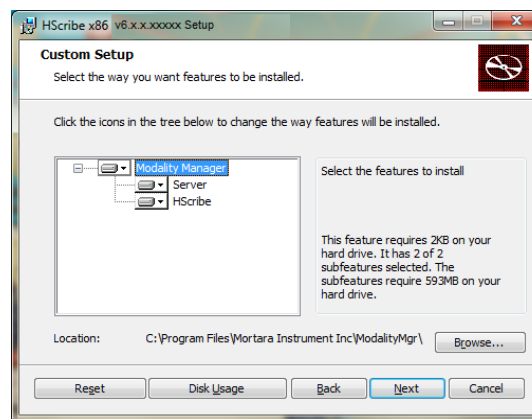 HScribe x86 v6.x.x.xxxxx Setup
Custom Setup
Select the way you want features to be installed.
Click the icons in the tree below to change the way features will be installed.
Modality Manager
Server
HScribe
Select the features to install
This feature requires 2KB on your
hard drive. It has 2 of 2
subfeatures selected. The
subfeatures require 593MB on your
hard drive.
Location: C:\Program Files\Mortara Instrument Inc\ModalityMgr\ Browse...
Reset Disk Usage Back Next Cancel